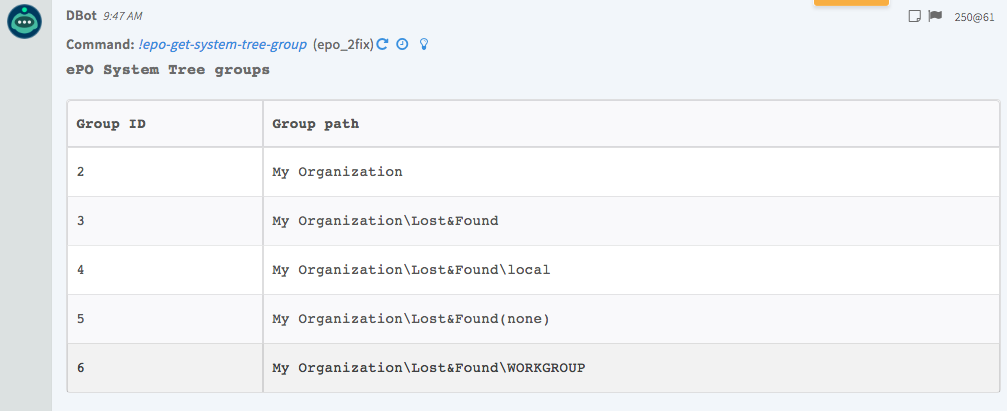 DBot 9:47 AM 250@61
Command: !epo-get-system-tree-group (epo_2fix)
ePO System Tree groups
Group ID Group path
2 My Organization
3 My Organization\Lost&Found
4 My Organization\Lost&Found\local
5 My Organization\Lost&Found(none)
6 My Organization\Lost&Found\WORKGROUP